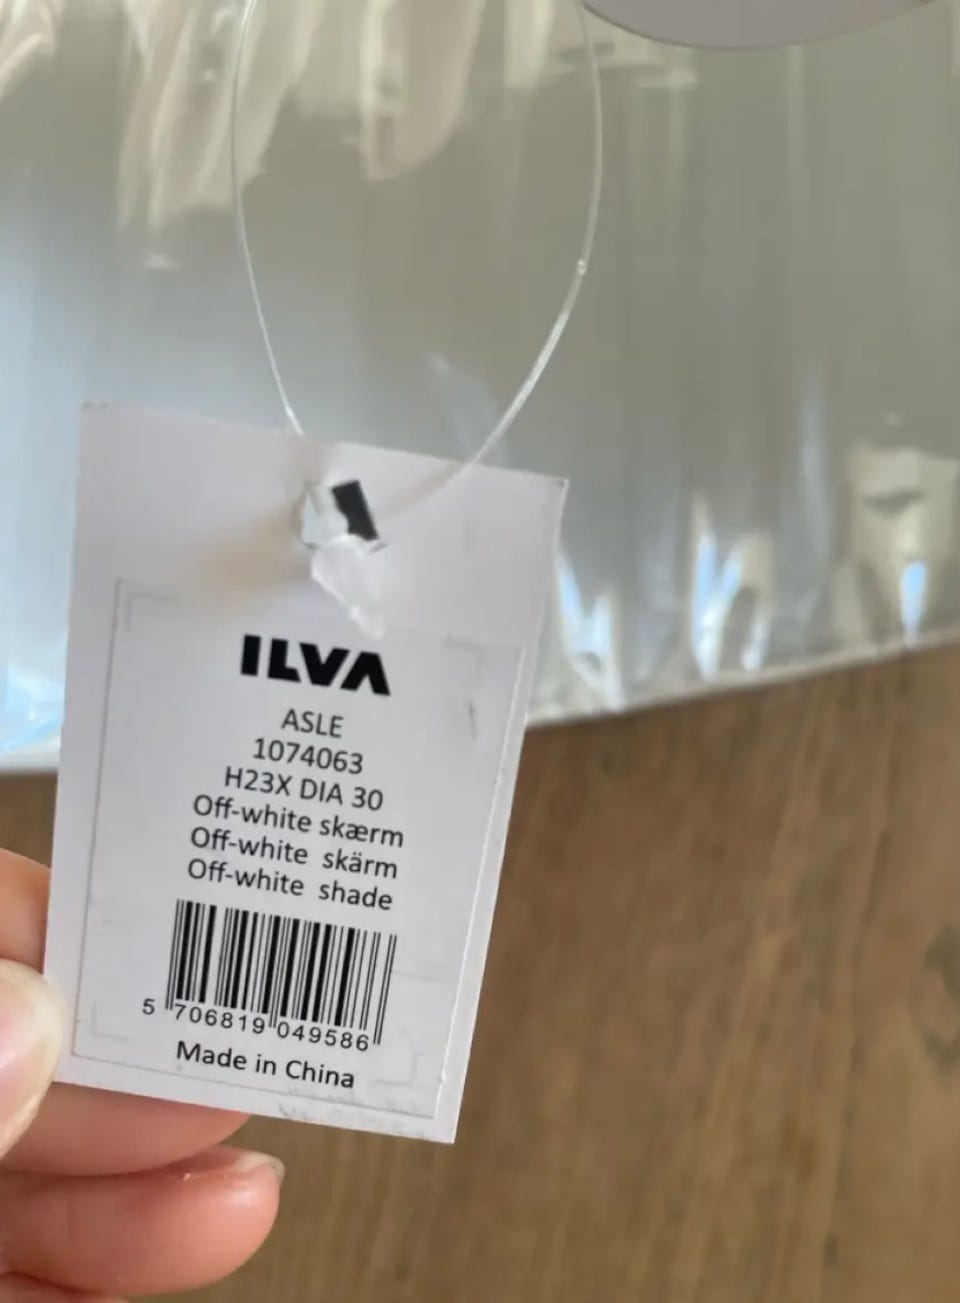 ILVA
ASLE
1074063
H23X DIA 30
Off-white skærm
Off-white skärm
Off-white shade
5 706819 049586
Made in China